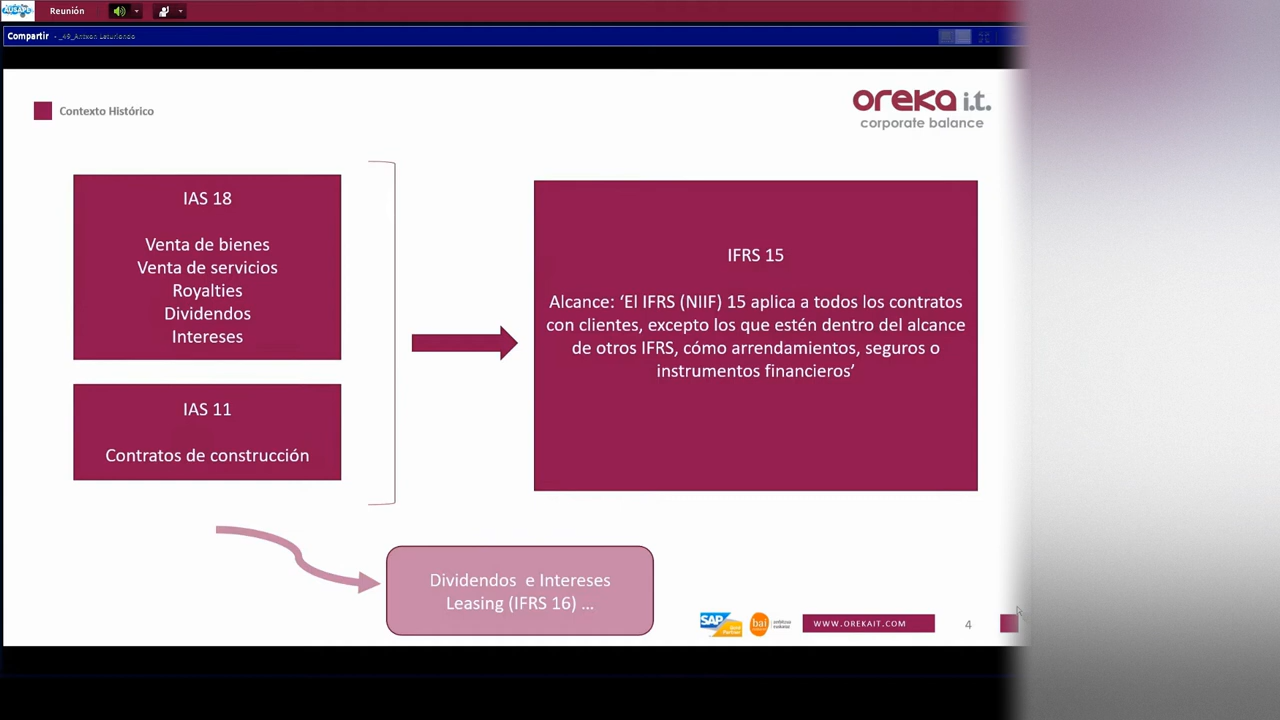 Reunión
Compartir - _49_Antxon Leturiondo
Contexto Histórico
oreka i.t.
corporate balance
IAS 18
Venta de bienes
Venta de servicios
Royalties
Dividendos
Intereses
IAS 11
Contratos de construcción
IFRS 15
Alcance: ‘El IFRS (NIIF) 15 aplica a todos los contratos
con clientes, excepto los que estén dentro del alcance
de otros IFRS, cómo arrendamientos, seguros o
instrumentos financieros’
Dividendos e Intereses
Leasing (IFRS 16) ...
SAP
bai
WWW.OREKAIT.COM
4